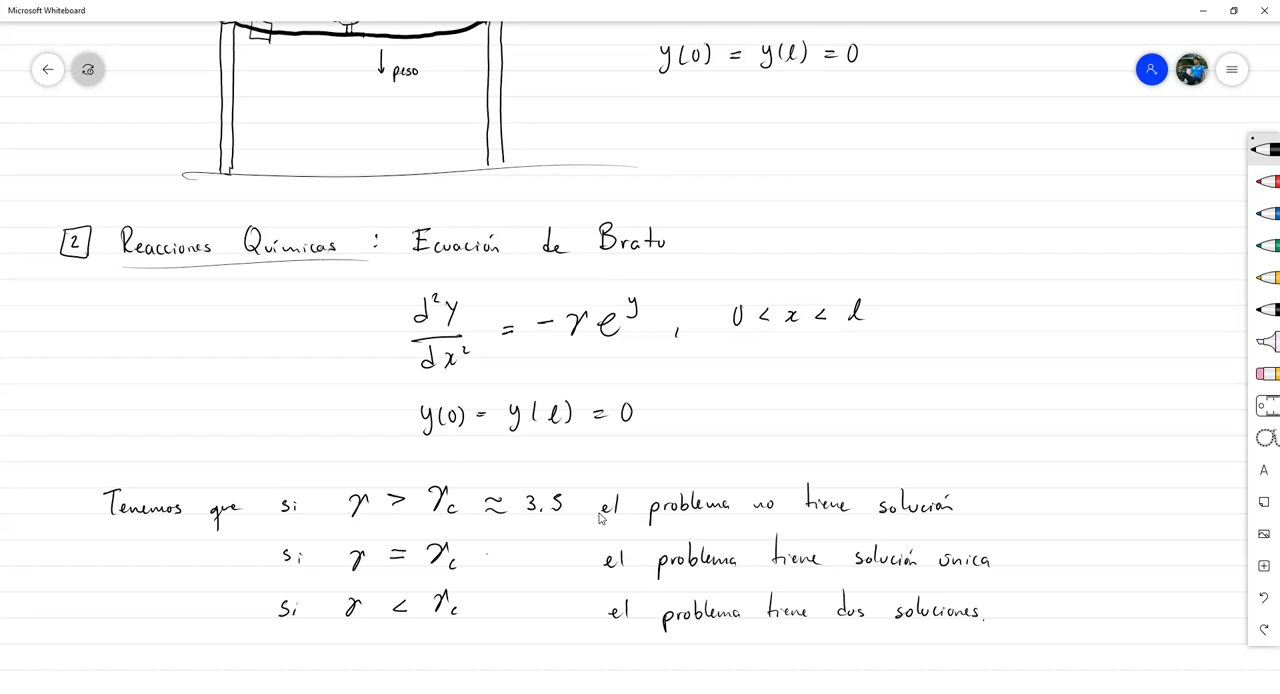 Microsoft Whiteboard
peso
y(0) = y(l) = 0
2 Reacciones Químicas : Ecuación de Bratu
d²y/dx² = -γ e^y , 0 < x < l
y(0) = y(l) = 0
Tenemos que si γ > γc ≈ 3.5 el problema no tiene solución
si γ = γc el problema tiene solución única
si γ < γc el problema tiene dos soluciones.
A